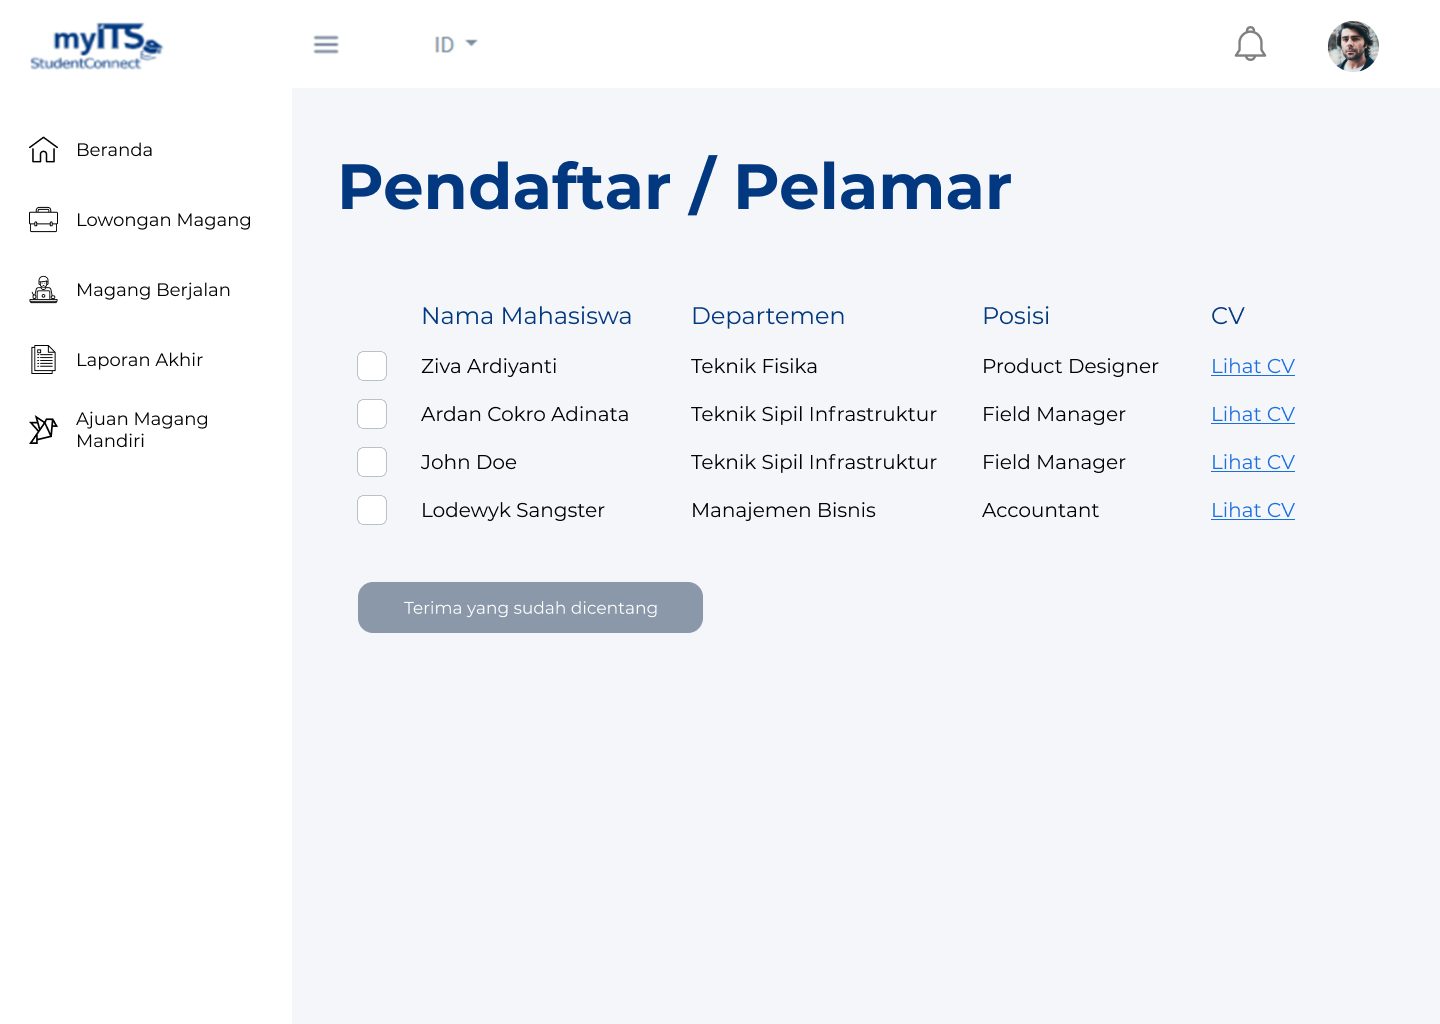 myITS
StudentConnect
ID
Beranda
Lowongan Magang
Magang Berjalan
Laporan Akhir
Ajuan Magang
Mandiri
Pendaftar / Pelamar
Nama Mahasiswa Departemen Posisi CV
Ziva Ardiyanti Teknik Fisika Product Designer Lihat CV
Ardan Cokro Adinata Teknik Sipil Infrastruktur Field Manager Lihat CV
John Doe Teknik Sipil Infrastruktur Field Manager Lihat CV
Lodewyk Sangster Manajemen Bisnis Accountant Lihat CV
Terima yang sudah dicentang